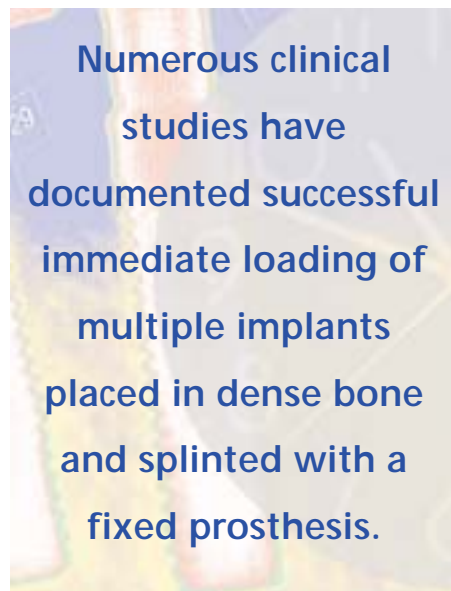 Numerous clinical
studies have
documented successful
immediate loading of
multiple implants
placed in dense bone
and splinted with a
fixed prosthesis.